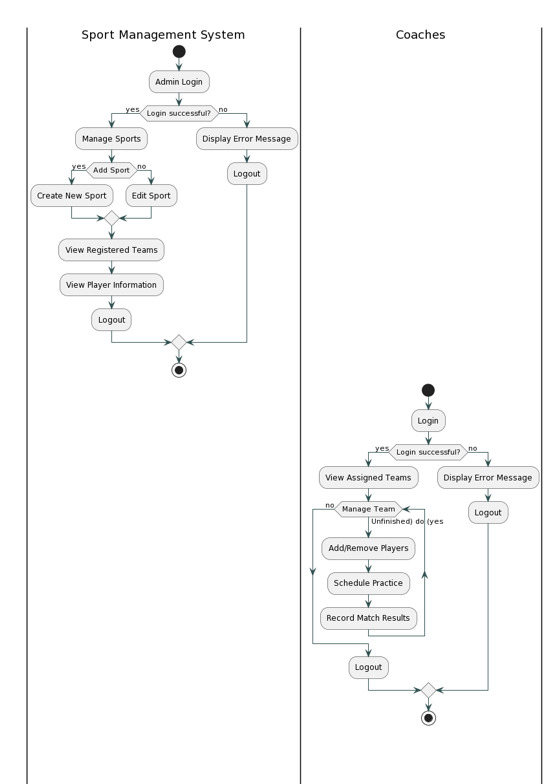 Sport Management System
Coaches
Admin Login
yes
Login successful?
no
Manage Sports
Display Error Message
yes
Add Sport
no
Logout
Create New Sport
Edit Sport
View Registered Teams
View Player Information
Logout
Login
yes
Login successful?
no
View Assigned Teams
Display Error Message
no
Manage Team
Logout
Unfinished) do (yes
Add/Remove Players
Schedule Practice
Record Match Results
Logout